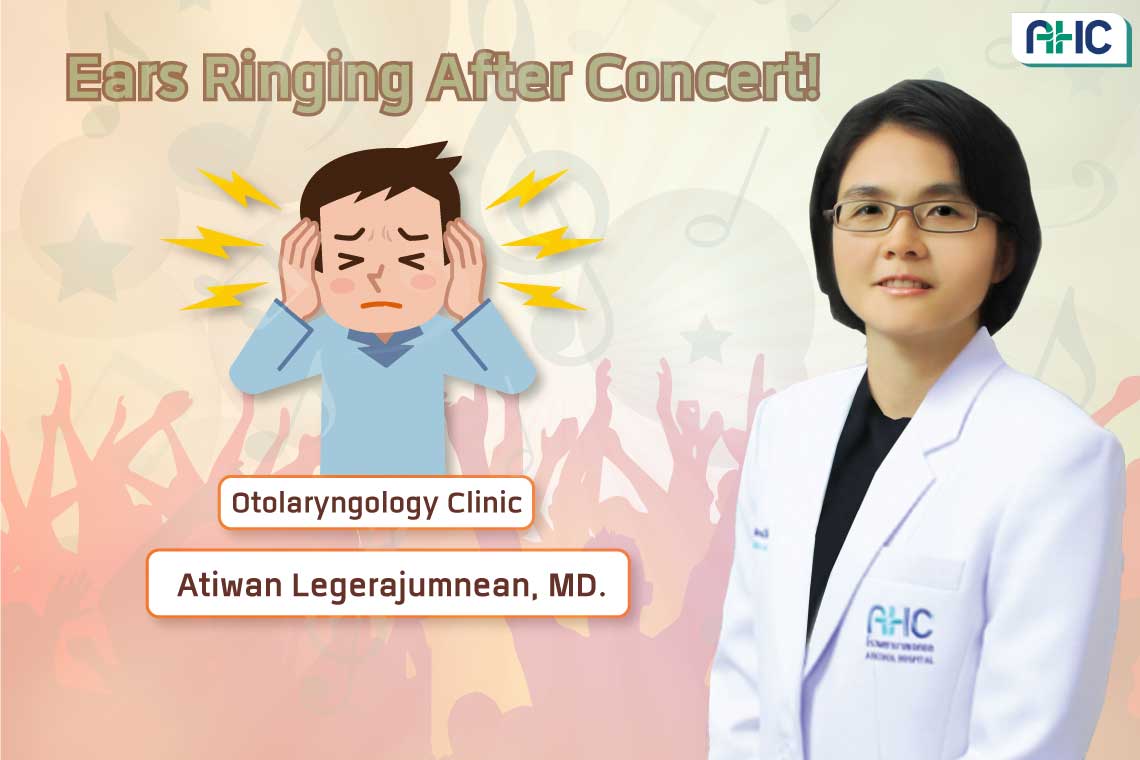 AHC
Ears Ringing After Concert!
Otolaryngology Clinic
Atiwan Legerajumnean, MD.
AHC